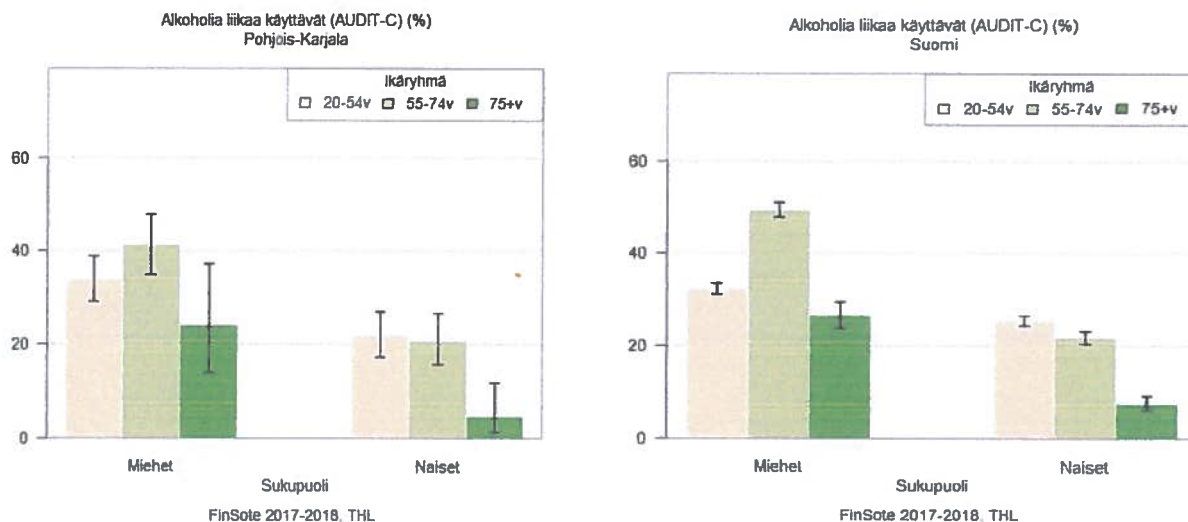 Alkoholia liikaa käyttävät (AUDIT-C) (%)
Pohjois-Karjala
Ikäryhmä
20-54v 55-74v 75+v
60
40
20
0
Miehet Naiset
Sukupuoli
FinSote 2017-2018, THL
Alkoholia liikaa käyttävät (AUDIT-C) (%)
Suomi
Ikäryhmä
20-54v 55-74v 75+v
60
40
20
0
Miehet Naiset
Sukupuoli
FinSote 2017-2018, THL